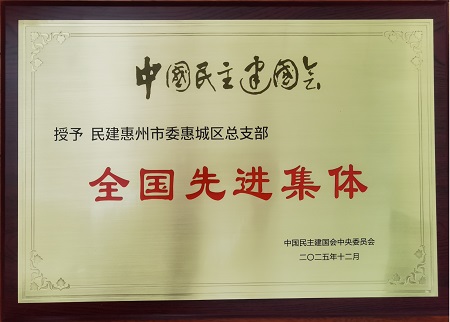 中國民主建國会
授予 民建惠州市委惠城区总支部
全国先进集体
中国民主建国会中央委员会
二〇二五年十二月